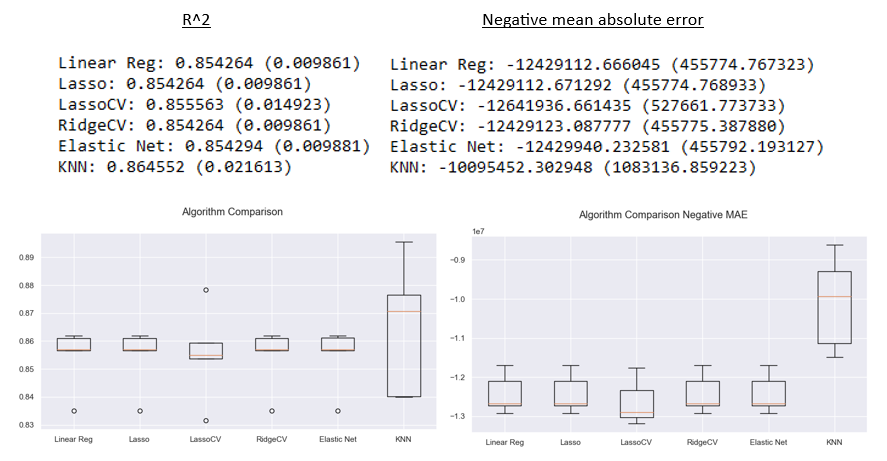 R^2
Negative mean absolute error
Linear Reg: 0.854264 (0.009861)
Lasso: 0.854264 (0.009861)
LassoCV: 0.855563 (0.014923)
RidgeCV: 0.854264 (0.009861)
Elastic Net: 0.854294 (0.009881)
KNN: 0.864552 (0.021613)
Linear Reg: -12429112.666045 (455774.767323)
Lasso: -12429112.671292 (455774.768933)
LassoCV: -12641936.661435 (527661.773733)
RidgeCV: -12429123.087777 (455775.387880)
Elastic Net: -12429940.232581 (455792.193127)
KNN: -10095452.302948 (1083136.859223)
Algorithm Comparison
0.89
0.88
0.87
0.86
0.85
0.84
0.83
Linear Reg Lasso LassoCV RidgeCV Elastic Net KNN
Algorithm Comparison Negative MAE
1e7
−0.9
−1.0
−1.1
−1.2
−1.3
Linear Reg Lasso LassoCV RidgeCV Elastic Net KNN